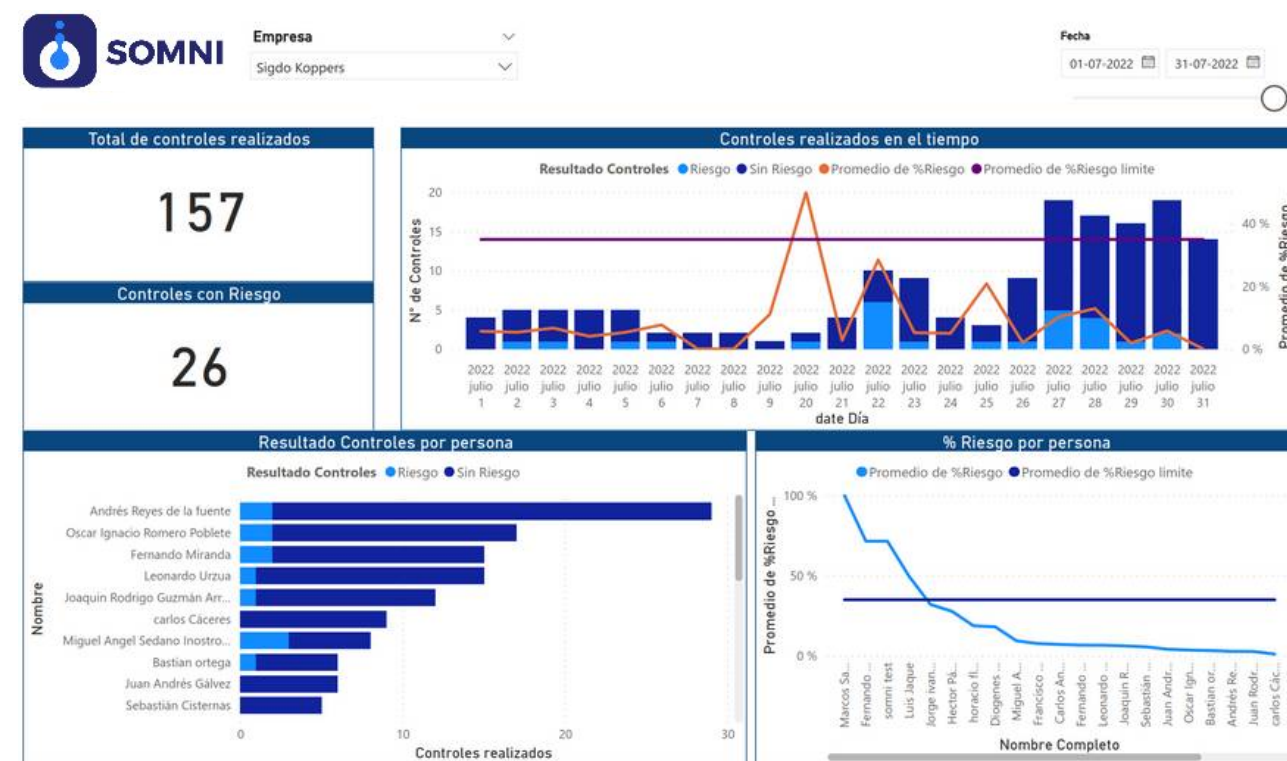 SOMNI
Empresa
Sigdo Koppers
Fecha
01-07-2022 31-07-2022
Total de controles realizados
157
Controles con Riesgo
26
Controles realizados en el tiempo
Resultado Controles Riesgo Sin Riesgo Promedio de %Riesgo Promedio de %Riesgo limite
N° de Controles
20
15
10
5
0
40 %
20 %
0 %
Promedio de %Riesgo
2022 2022 2022 2022 2022 2022 2022 2022 2022 2022 2022 2022 2022 2022 2022 2022 2022 2022 2022 2022 2022
julio julio julio julio julio julio julio julio julio julio julio julio julio julio julio julio julio julio julio julio julio
1 2 3 4 5 6 7 8 9 20 21 22 23 24 25 26 27 28 29 30 31
date Día
Resultado Controles por persona
Resultado Controles Riesgo Sin Riesgo
Nombre
Andrés Reyes de la fuente
Oscar Ignacio Romero Poblete
Fernando Miranda
Leonardo Urzua
Joaquin Rodrigo Guzmán Arr...
carlos Cáceres
Miguel Angel Sedano Inostro...
Bastian ortega
Juan Andrés Gálvez
Sebastián Cisternas
0 10 20 30
Controles realizados
% Riesgo por persona
Promedio de %Riesgo Promedio de %Riesgo limite
Promedio de %Riesgo ...
100 %
50 %
0 %
Marcos Sa...
Fernando ...
somni test
Luis Jaque
Jorge ivan...
Hector Pá...
horacio fl...
Diogenes ...
Miguel A...
Francisco ...
Carlos An...
Fernando ...
Leonardo ...
Joaquin R...
Sebastián ...
Juan Andr...
Oscar Ign...
Bastian or...
Andrés Re...
Juan Rodr...
carlos Các...
Nombre Completo